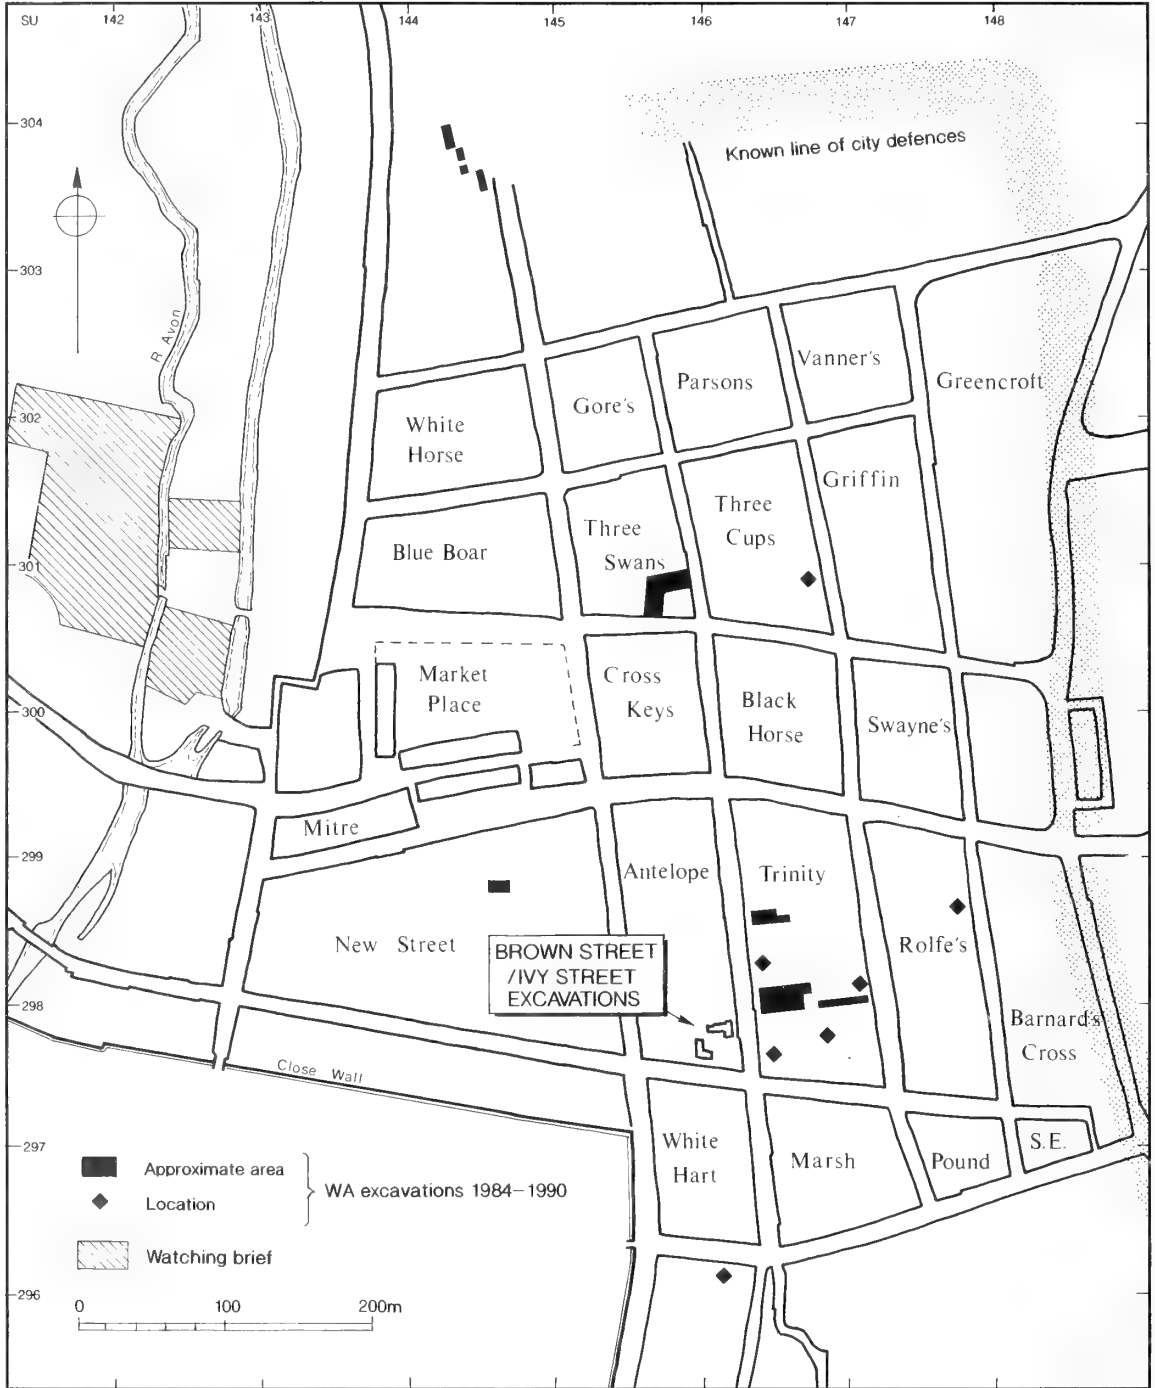 SU
142
143
144
145
146
147
148
304
303
302
301
300
299
298
297
296
Known line of city defences
R Avon
Vanner's
Parsons
Greencroft
Gore's
White
Horse
Griffin
Three
Cups
Three
Swans
Blue Boar
Market
Place
Cross
Keys
Black
Horse
Swayne's
Mitre
Antelope
Trinity
New Street
Rolfe's
BROWN STREET
/IVY STREET
EXCAVATIONS
Barnard's
Cross
Close Wall
White
Hart
Marsh
Pound
S.E.
Approximate area
Location
WA excavations 1984–1990
Watching brief
0 100 200m